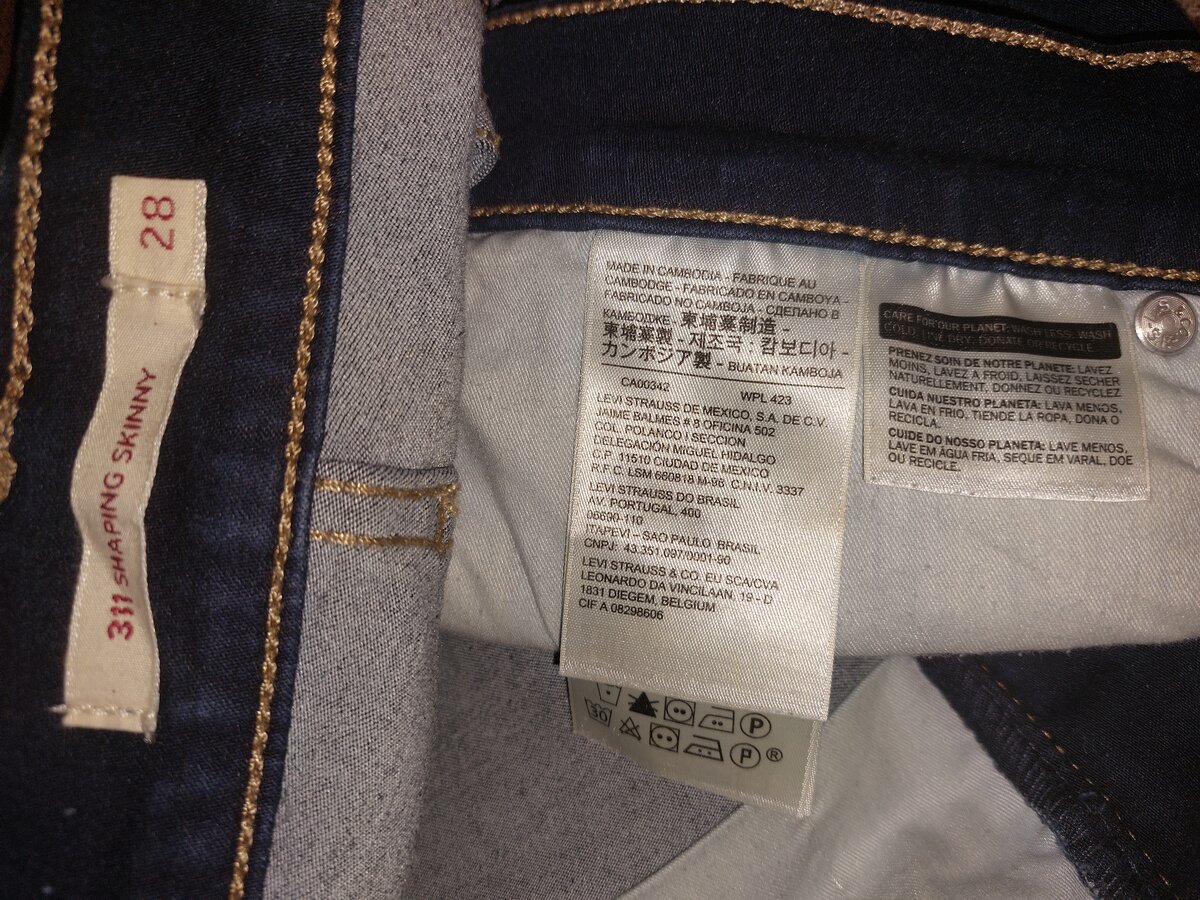 28
311 SHAPING SKINNY
MADE IN CAMBODIA - FABRIQUE AU
CAMBODGE - FABRICADO EN CAMBOYA -
FABRICADO NO CAMBOJA - СДЕЛАНО В
КАМБОДЖЕ - 柬埔寨制造 -
柬埔寨製 - 제조국 : 캄보디아 -
カンボジア製 - BUATAN KAMBOJA
CA00342 WPL 423
LEVI STRAUSS DE MEXICO, S.A. DE C.V.
JAIME BALMES # 8 OFICINA 502
COL. POLANCO I SECCION
DELEGACIÓN MIGUEL HIDALGO
C.P. 11510 CIUDAD DE MEXICO
R.F.C. LSM 660818 M-96 C.N.I.V. 3337
LEVI STRAUSS DO BRASIL
AV. PORTUGAL, 400
06690-110
ITAPEVI – SAO PAULO BRASIL
CNPJ: 43.351.097/0001-90
LEVI STRAUSS & CO. EU SCA/CVA
LEONARDO DA VINCILAAN, 19 - D
1831 DIEGEM, BELGIUM
CIF A 08298606
30
P
P ®
CARE FOR OUR PLANET: WASH LESS, WASH
COLD, LINE DRY, DONATE OR RECYCLE.
PRENEZ SOIN DE NOTRE PLANETE: LAVEZ
MOINS, LAVEZ A FROID, LAISSEZ SECHER
NATURELLEMENT, DONNEZ OU RECYCLEZ
CUIDA NUESTRO PLANETA: LAVA MENOS,
LAVA EN FRIO, TIENDE LA ROPA, DONA O
RECICLA.
CUIDE DO NOSSO PLANETA: LAVE MENOS,
LAVE EM ÁGUA FRIA, SEQUE EM VARAL, DOE
OU RECICLE.